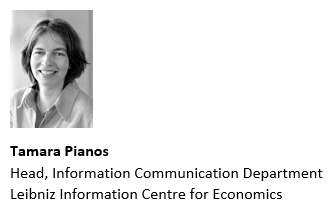 Tamara Pianos
Head, Information Communication Department
Leibniz Information Centre for Economics